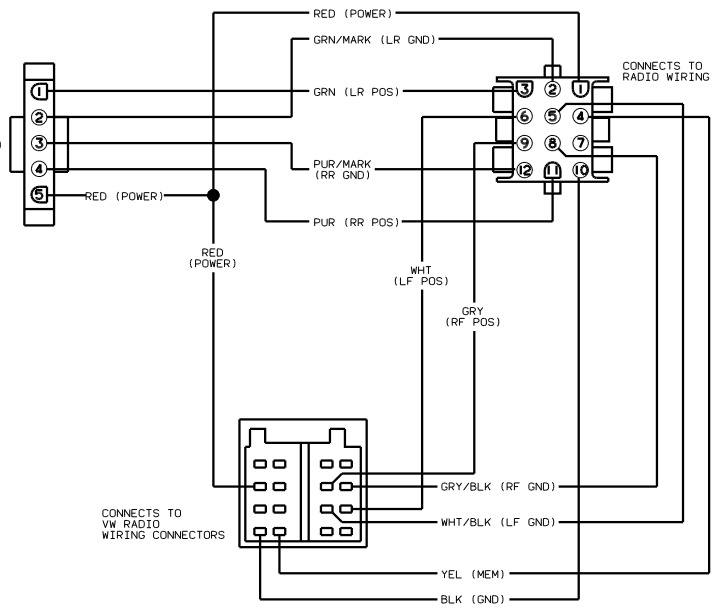 RED (POWER)
GRN/MARK (LR GND)
CONNECTS TO
RADIO WIRING
1
2
3
4
5
3 2 1
6 5 4
9 8 7
12 11 10
GRN (LR POS)
PUR/MARK
(RR GND)
RED (POWER)
PUR (RR POS)
RED
(POWER)
WHT
(LF POS)
GRY
(RF POS)
GRY/BLK (RF GND)
CONNECTS TO
VW RADIO
WIRING CONNECTORS
WHT/BLK (LF GND)
YEL (MEM)
BLK (GND)